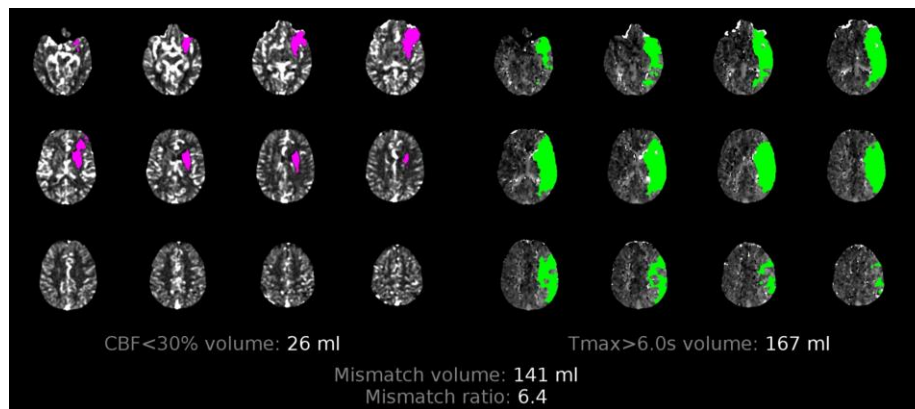 CBF<30% volume: 26 ml
Tmax>6.0s volume: 167 ml
Mismatch volume: 141 ml
Mismatch ratio: 6.4